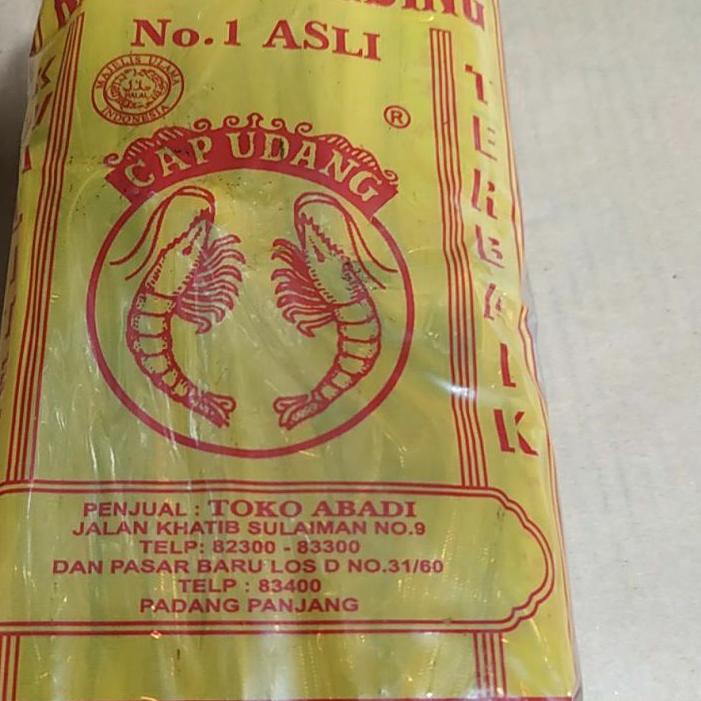 No.1 ASLI
MAJELIS ULAMA
HALAL
INDONESIA
®
CAP UDANG
TERBAIK
PENJUAL : TOKO ABADI
JALAN KHATIB SULAIMAN NO.9
TELP: 82300 - 83300
DAN PASAR BARU LOS D NO.31/60
TELP : 83400
PADANG PANJANG